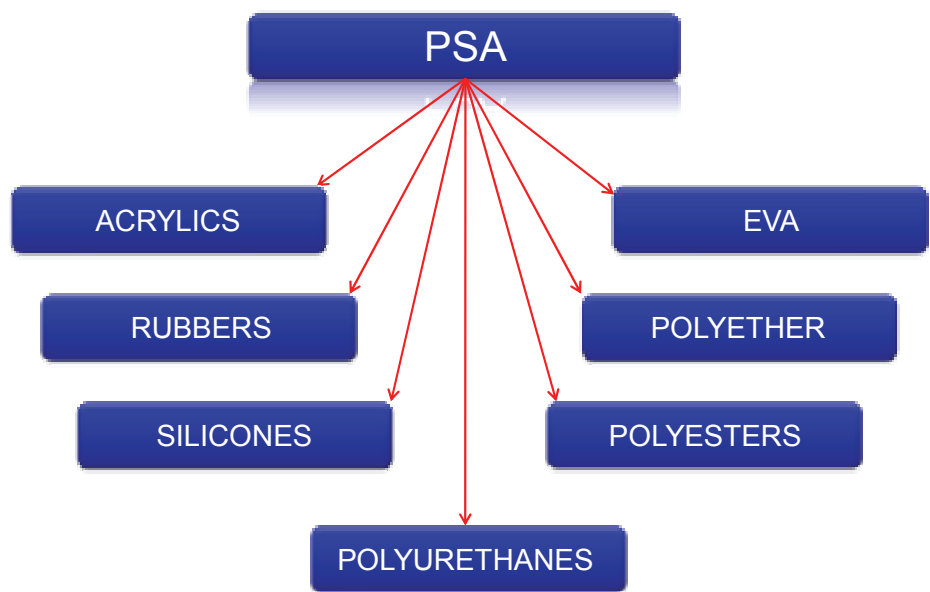 PSA
ACRYLICS
EVA
RUBBERS
POLYETHER
SILICONES
POLYESTERS
POLYURETHANES